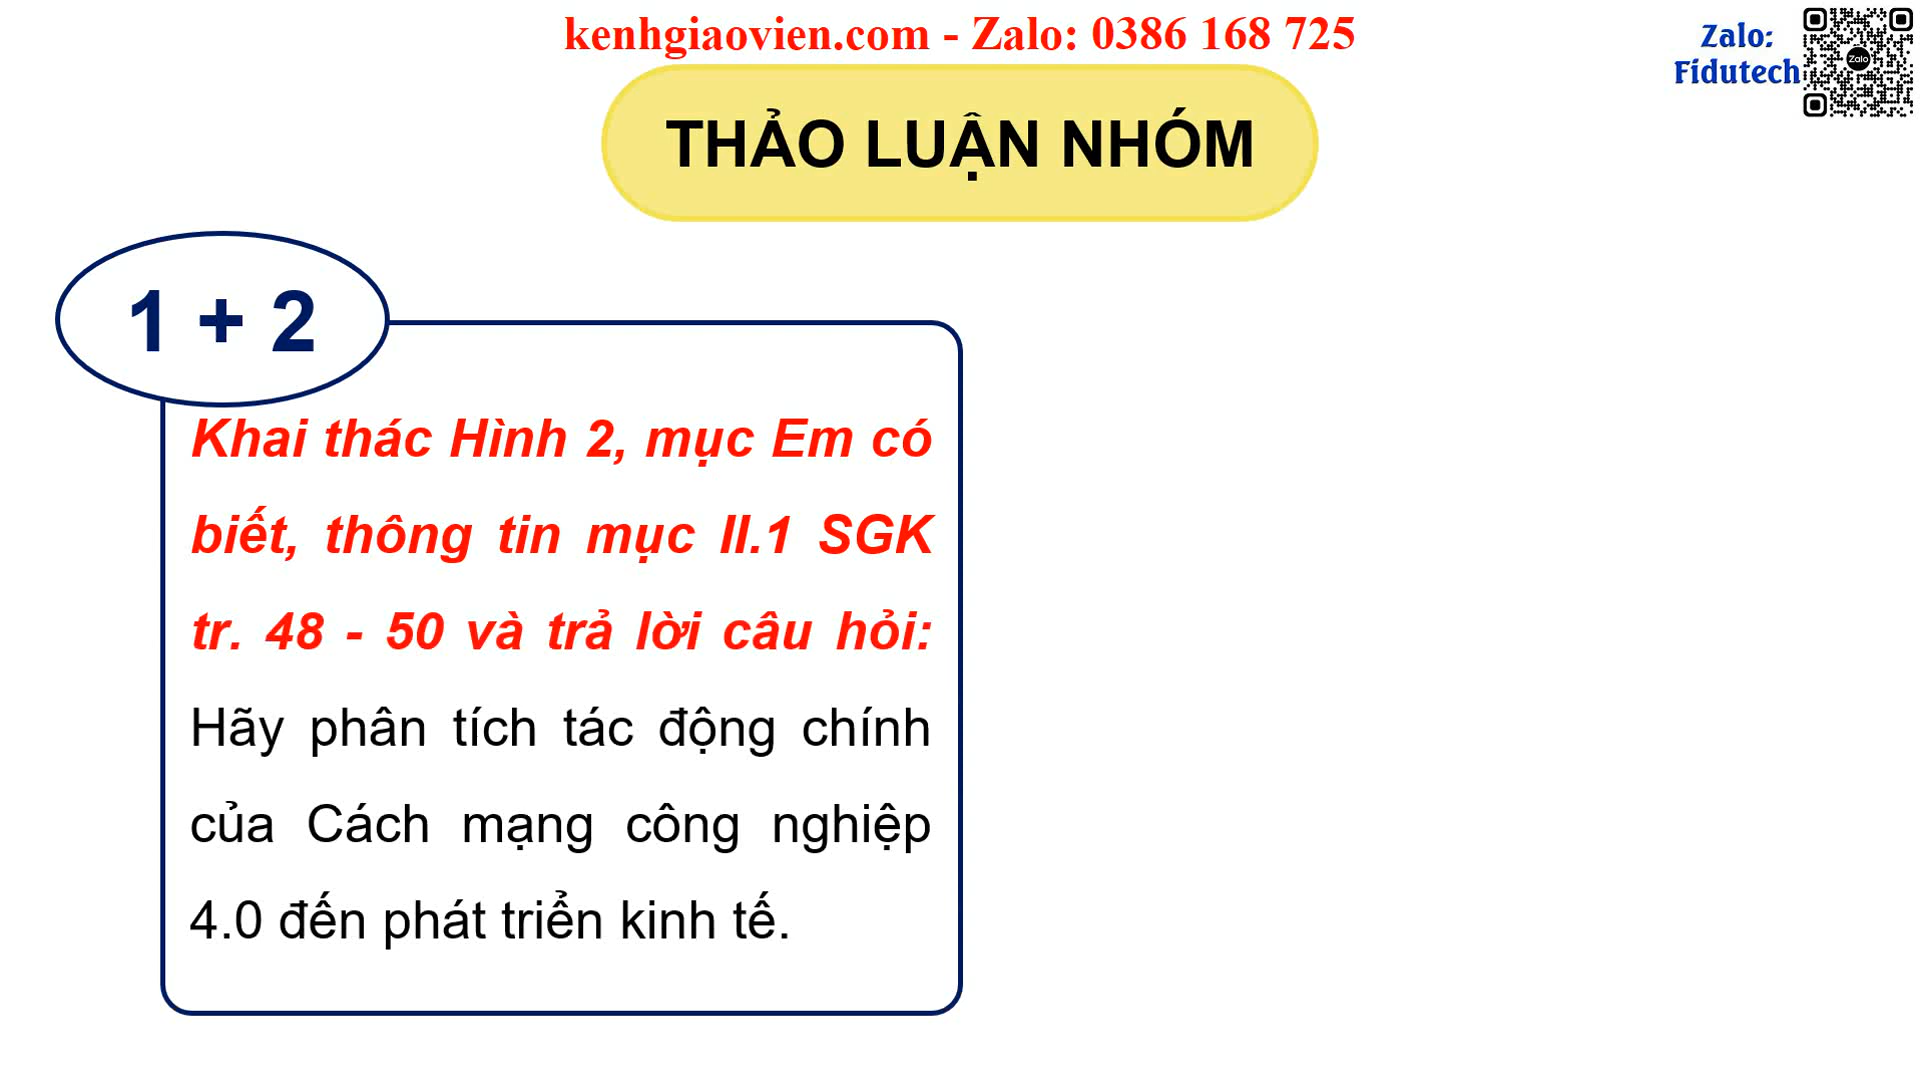 kenhgiaovien.com - Zalo: 0386 168 725
Zalo:
Fidutech
Zalo
THẢO LUẬN NHÓM
1 + 2
Khai thác Hình 2, mục Em có
biết, thông tin mục II.1 SGK
tr. 48 - 50 và trả lời câu hỏi:
Hãy phân tích tác động chính
của Cách mạng công nghiệp
4.0 đến phát triển kinh tế.